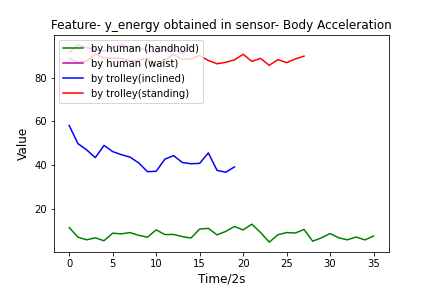 Feature- y_energy obtained in sensor- Body Acceleration
by human (handhold)
by human (waist)
by trolley(inclined)
by trolley(standing)
Value
80
60
40
20
0 5 10 15 20 25 30 35
Time/2s